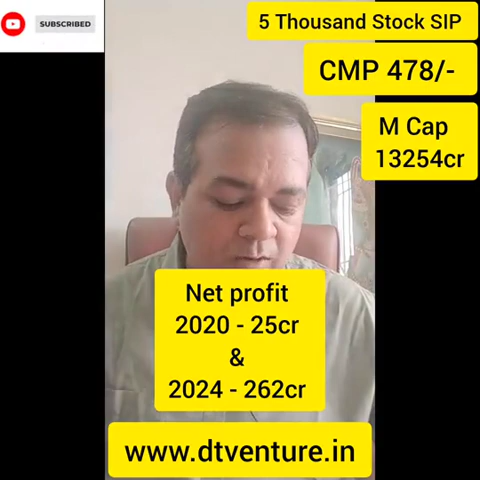 SUBSCRIBED
5 Thousand Stock SIP
CMP 478/-
M Cap
13254cr
Net profit
2020 - 25cr
&
2024 - 262cr
www.dtventure.in